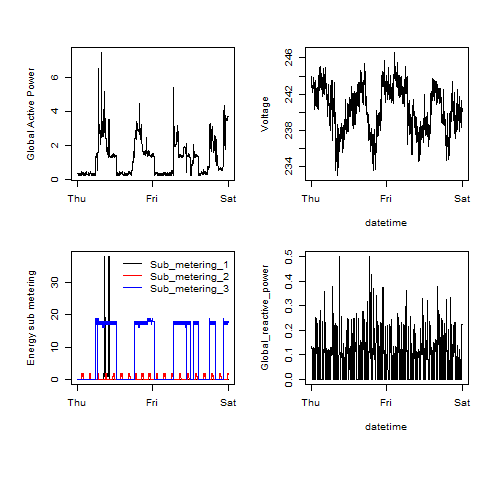 Global Active Power
6
4
2
0
Thu
Fri
Sat
Voltage
246
242
238
234
Thu
Fri
Sat
datetime
Energy sub metering
30
20
10
0
Sub_metering_1
Sub_metering_2
Sub_metering_3
Thu
Fri
Sat
Global_reactive_power
0.5
0.4
0.3
0.2
0.1
0.0
Thu
Fri
Sat
datetime